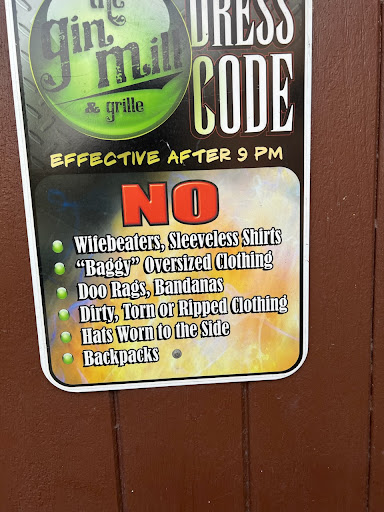 the
gin mill
& grille
DRESS
CODE
EFFECTIVE AFTER 9 PM
NO
Wifebeaters, Sleeveless Shirts
"Baggy" Oversized Clothing
Doo Rags, Bandanas
Dirty, Torn or Ripped Clothing
Hats Worn to the Side
Backpacks